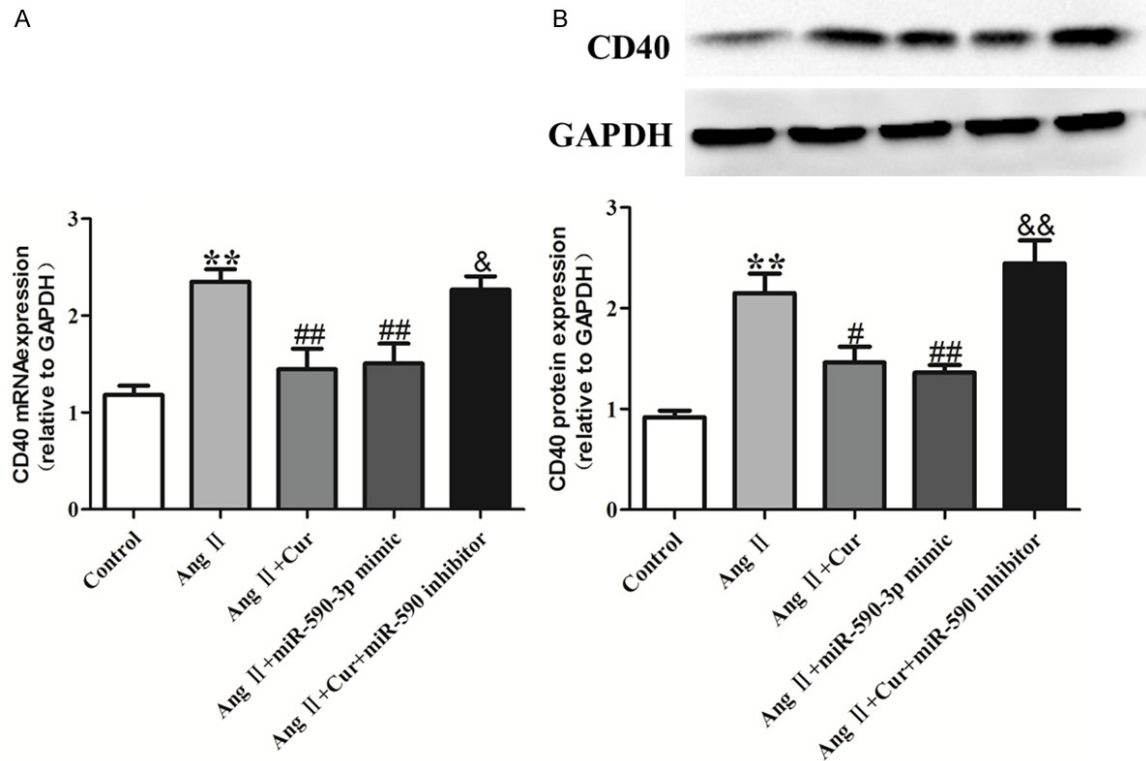 A
B
CD40
GAPDH
CD40 mRNAexpression
(relative to GAPDH)
3
2
1
0
**
##
##
&
Control
Ang Ⅱ
Ang Ⅱ+Cur
Ang Ⅱ+miR-590-3p mimic
Ang Ⅱ+Cur+miR-590 inhibitor
CD40 protein expression
(relative to GAPDH)
3
2
1
0
**
#
##
&&
Control
Ang Ⅱ
Ang Ⅱ+Cur
Ang Ⅱ+miR-590-3p mimic
Ang Ⅱ+Cur+miR-590 inhibitor